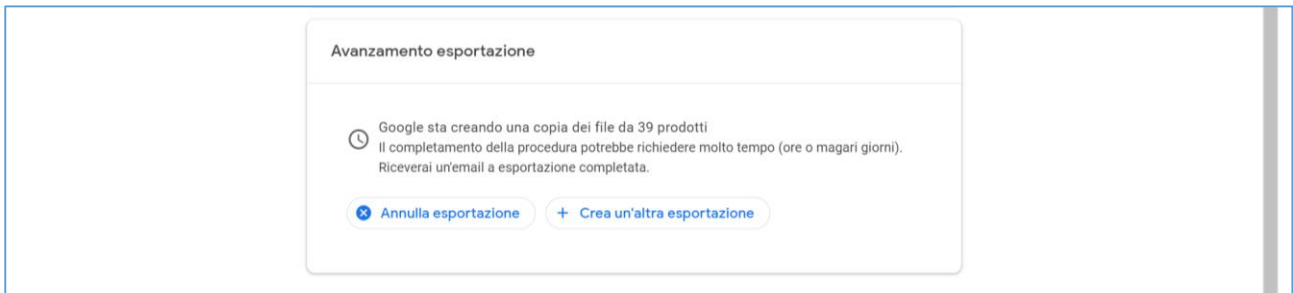 Avanzamento esportazione
Google sta creando una copia dei file da 39 prodotti
Il completamento della procedura potrebbe richiedere molto tempo (ore o magari giorni).
Riceverai un'email a esportazione completata.
Annulla esportazione
+ Crea un'altra esportazione